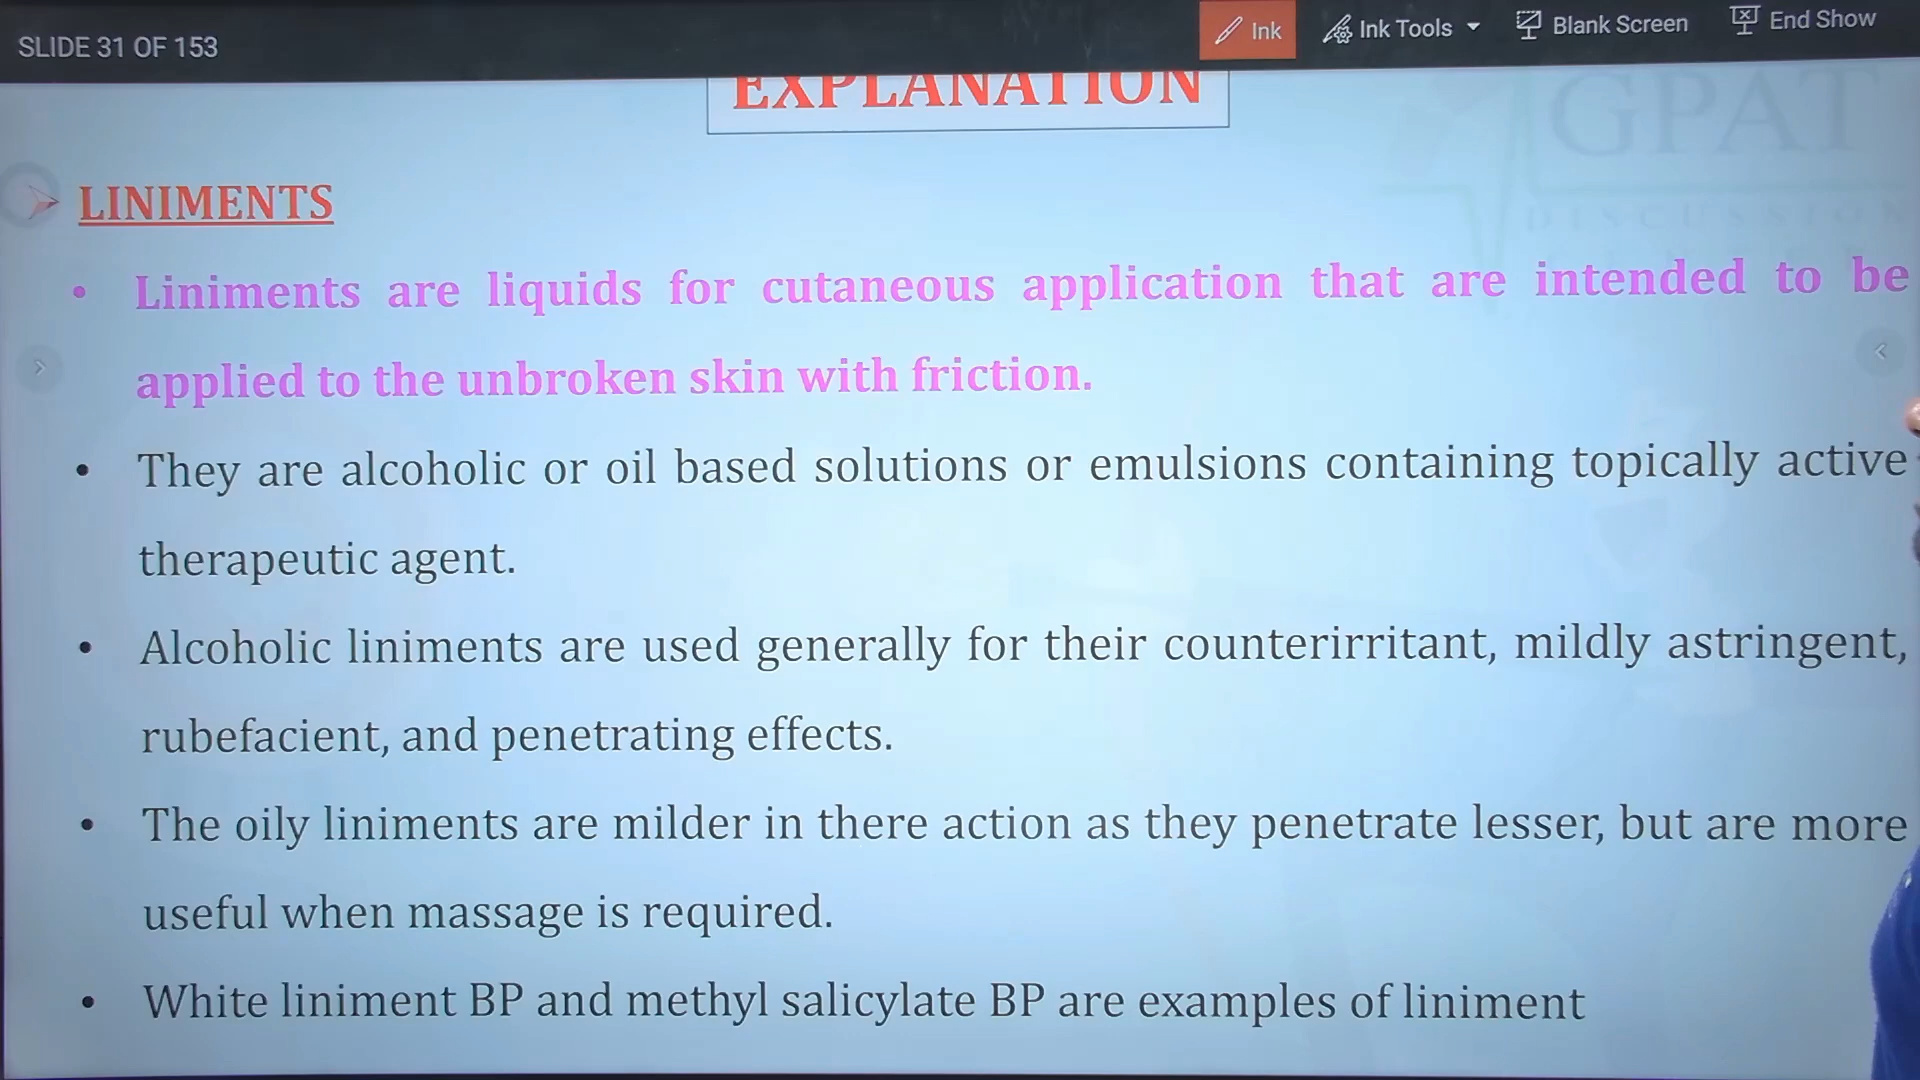 SLIDE 31 OF 153
Ink
Ink Tools
Blank Screen
End Show
EXPLANATION
GPAT
DISCUSSION
LINIMENTS
• Liniments are liquids for cutaneous application that are intended to be
applied to the unbroken skin with friction.
• They are alcoholic or oil based solutions or emulsions containing topically active
therapeutic agent.
• Alcoholic liniments are used generally for their counterirritant, mildly astringent,
rubefacient, and penetrating effects.
• The oily liniments are milder in there action as they penetrate lesser, but are more
useful when massage is required.
• White liniment BP and methyl salicylate BP are examples of liniment